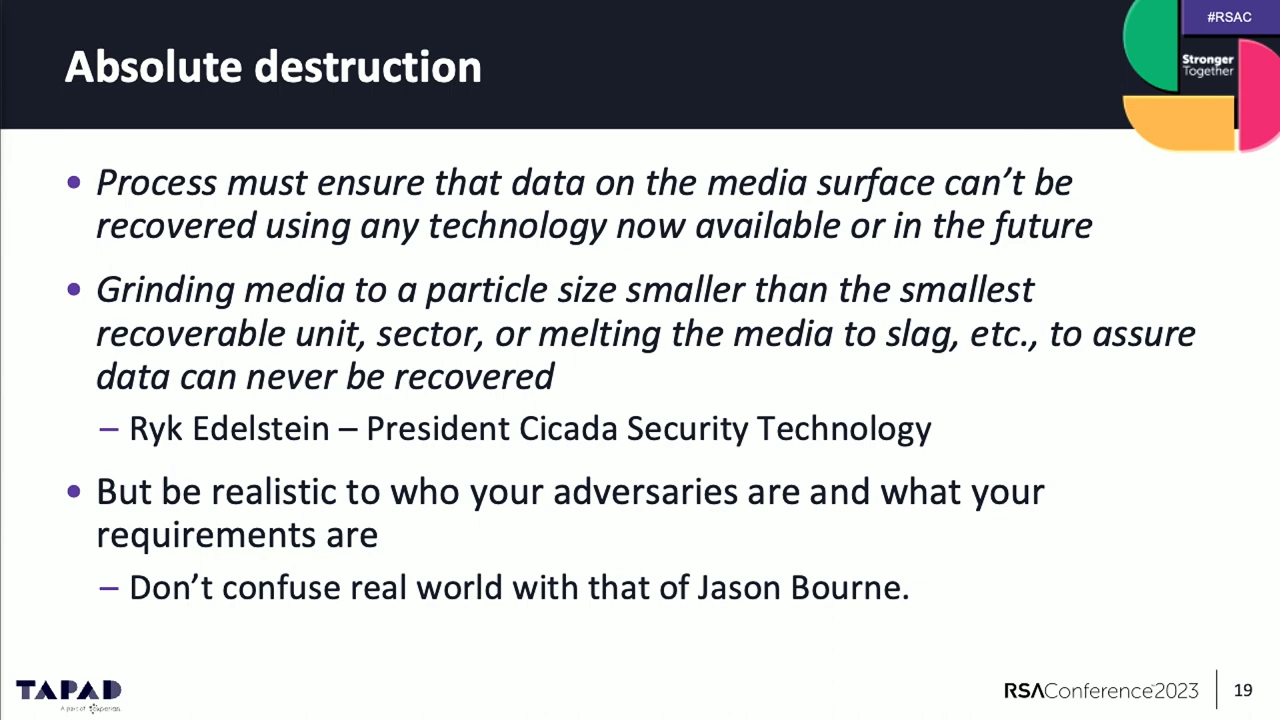 #RSAC
Absolute destruction
Stronger
Together
• Process must ensure that data on the media surface can’t be
recovered using any technology now available or in the future
• Grinding media to a particle size smaller than the smallest
recoverable unit, sector, or melting the media to slag, etc., to assure
data can never be recovered
– Ryk Edelstein – President Cicada Security Technology
• But be realistic to who your adversaries are and what your
requirements are
– Don’t confuse real world with that of Jason Bourne.
TAPAD
A part of experian.
RSAConference™2023
19